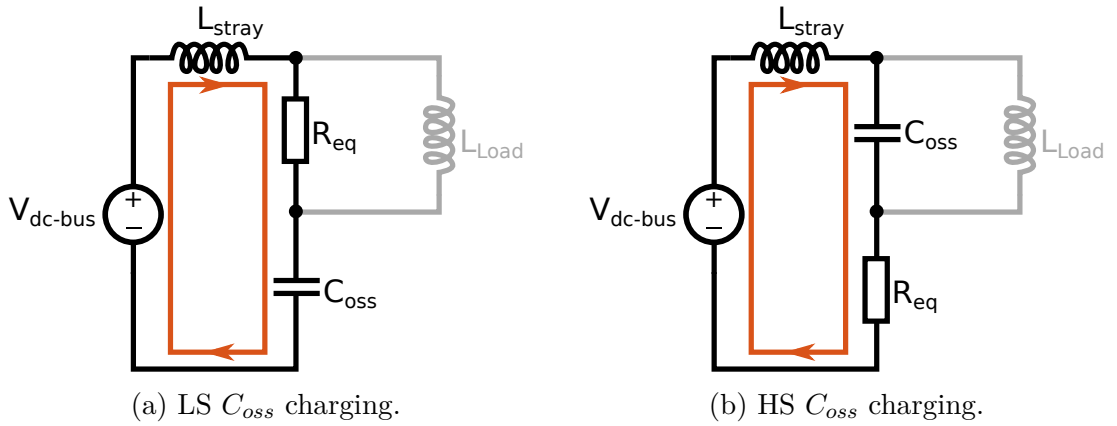 L_stray
R_eq
L_Load
V_dc-bus
+
−
C_oss
(a) LS C_oss charging.
L_stray
C_oss
L_Load
V_dc-bus
+
−
R_eq
(b) HS C_oss charging.